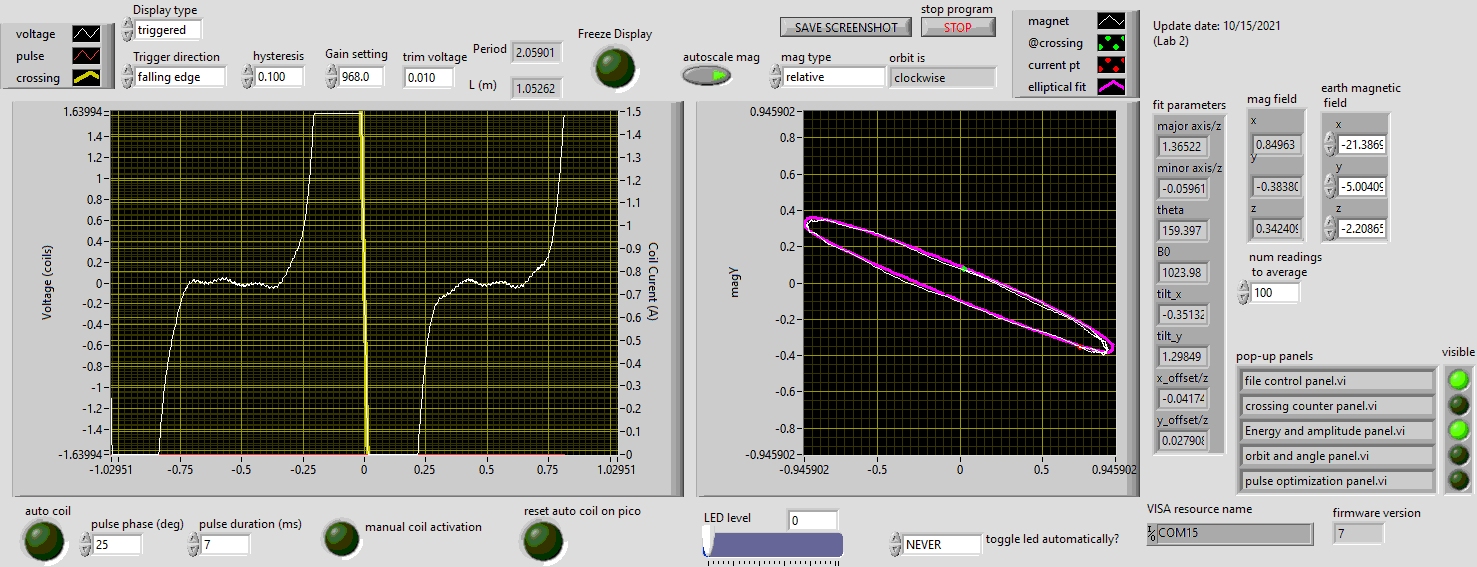 voltage
pulse
crossing
Display type
triggered
Trigger direction
falling edge
hysteresis
0.100
Gain setting
968.0
trim voltage
0.010
Period
2.05901
L (m)
1.05262
Freeze Display
autoscale mag
SAVE SCREENSHOT
stop program
STOP
mag type
relative
orbit is
clockwise
magnet
@crossing
current pt
elliptical fit
Update date: 10/15/2021
(Lab 2)
Voltage (coils)
1.63994
1.4
1.2
1
0.8
0.6
0.4
0.2
0
-0.2
-0.4
-0.6
-0.8
-1
-1.2
-1.4
-1.63994
-1.02951
-0.75
-0.5
-0.25
0
0.25
0.5
0.75
1.02951
1.5
1.4
1.3
1.2
1.1
1
0.9
0.8
0.7
0.6
0.5
0.4
0.3
0.2
0.1
0
Coil Curent (A)
magy
0.945902
0.8
0.6
0.4
0.2
0
-0.2
-0.4
-0.6
-0.8
-0.945902
-0.945902
-0.5
0
0.5
0.945902
fit parameters
major axis/z
1.36522
minor axis/z
-0.05961
theta
159.397
B0
1023.98
tilt_x
-0.35132
tilt_y
1.29849
x_offset/z
-0.04174
y_offset/z
0.027908
mag field
x
0.84963
y
-0.38380
z
0.342409
earth magnetic
field
x
-21.3869
y
-5.00409
z
-2.20865
num readings
to average
100
pop-up panels
visible
file control panel.vi
crossing counter panel.vi
Energy and amplitude panel.vi
orbit and angle panel.vi
pulse optimization panel.vi
auto coil
pulse phase (deg)
25
pulse duration (ms)
7
manual coil activation
reset auto coil on pico
LED level
0
NEVER
toggle led automatically?
VISA resource name
I/O
COM15
firmware version
7